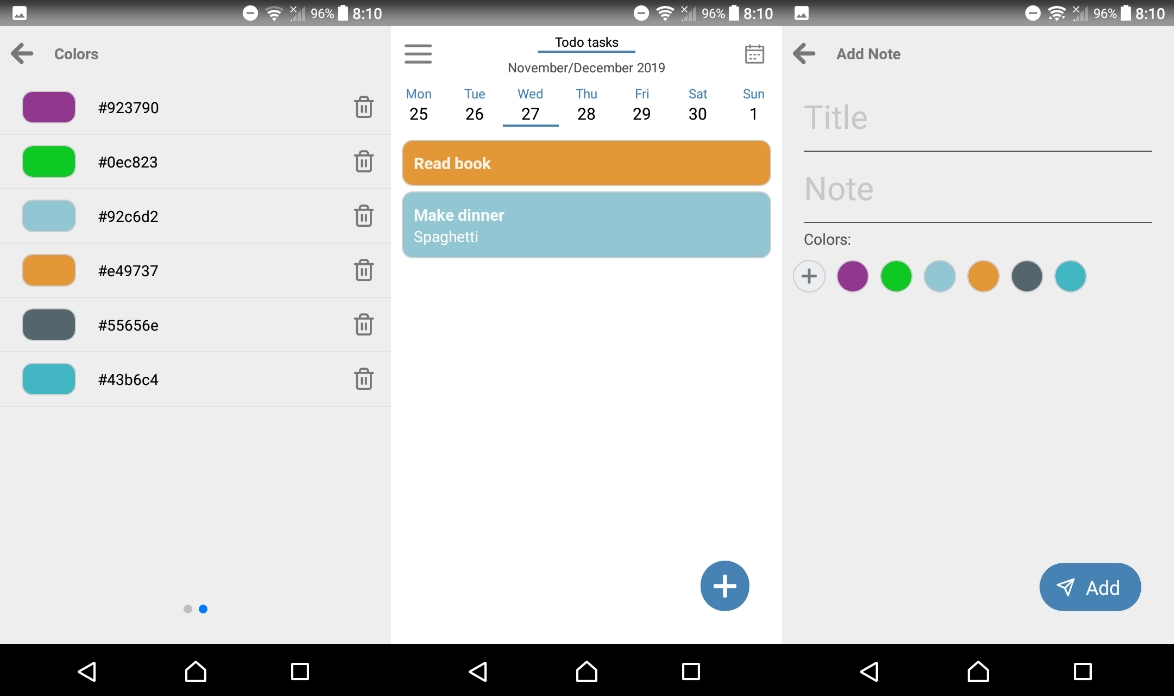 96% 8:10
Colors
#923790
#0ec823
#92c6d2
#e49737
#55656e
#43b6c4
96% 8:10
Todo tasks
November/December 2019
Mon Tue Wed Thu Fri Sat Sun
25 26 27 28 29 30 1
Read book
Make dinner
Spaghetti
96% 8:10
Add Note
Title
Note
Colors:
Add